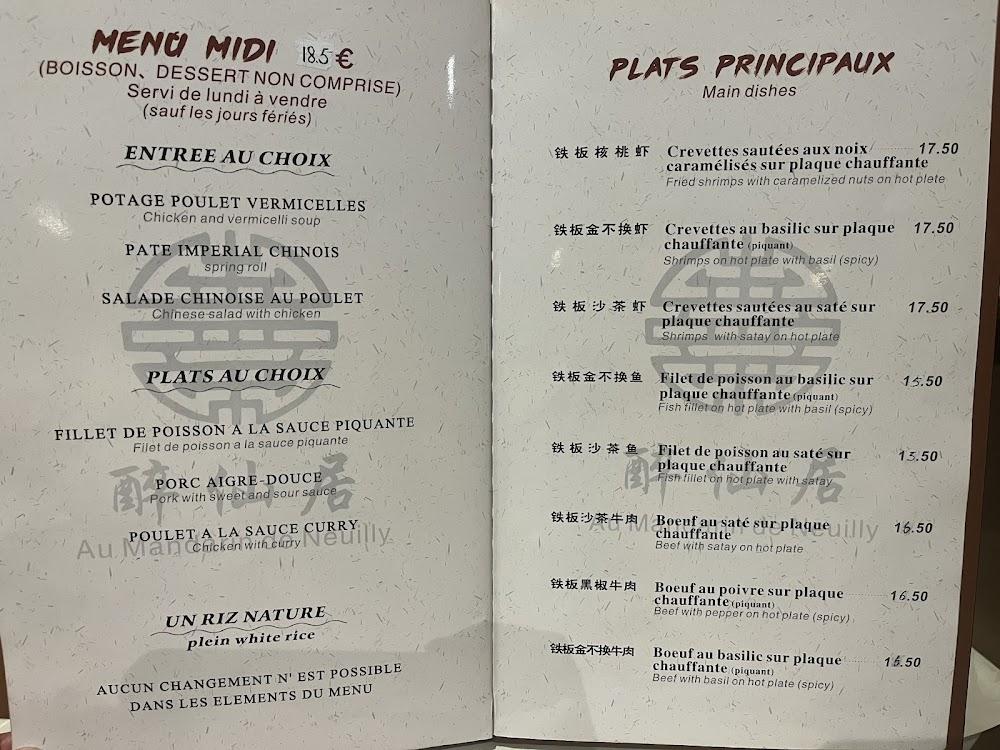 MENU MIDI 18.5 €
(BOISSON、DESSERT NON COMPRISE)
Servi de lundi à vendre
(sauf les jours fériés)
ENTREE AU CHOIX
POTAGE POULET VERMICELLES
Chicken and vermicelli soup
PATE IMPERIAL CHINOIS
spring roll
SALADE CHINOISE AU POULET
Chinese salad with chicken
PLATS AU CHOIX
FILLET DE POISSON A LA SAUCE PIQUANTE
Filet de poisson a la sauce piquante
PORC AIGRE-DOUCE
Pork with sweet and sour sauce
POULET A LA SAUCE CURRY
Chicken with curry
醉仙居
Au Mandarin de Neuilly
UN RIZ NATURE
plein white rice
AUCUN CHANGEMENT N' EST POSSIBLE
DANS LES ELEMENTS DU MENU
PLATS PRINCIPAUX
Main dishes
铁板核桃虾 Crevettes sautées aux noix 17.50
caramélisés sur plaque chauffante
Fried shrimps with caramelized nuts on hot plete
铁板金不换虾 Crevettes au basilic sur plaque 17.50
chauffante (piquant)
Shrimps on hot plate with basil (spicy)
铁板沙茶虾 Crevettes sautées au saté sur 17.50
plaque chauffante
Shrimps with satay on hot plate
铁板金不换鱼 Filet de poisson au basilic sur 15.50
plaque chauffante (piquant)
Fish fillet on hot plate with basil (spicy)
铁板沙茶鱼 Filet de poisson au saté sur 15.50
plaque chauffante
Fish fillet on hot plate with satay
铁板沙茶牛肉 Boeuf au saté sur plaque 16.50
chauffante
Beef with satay on hot plate
铁板黑椒牛肉 Boeuf au poivre sur plaque 16.50
chauffante (piquant)
Beef with pepper on hot plate (spicy)
铁板金不换牛肉 Boeuf au basilic sur plaque 16.50
chauffante (piquant)
Beef with basil on hot plate (spicy)
醉仙居
Au Mandarin de Neuilly